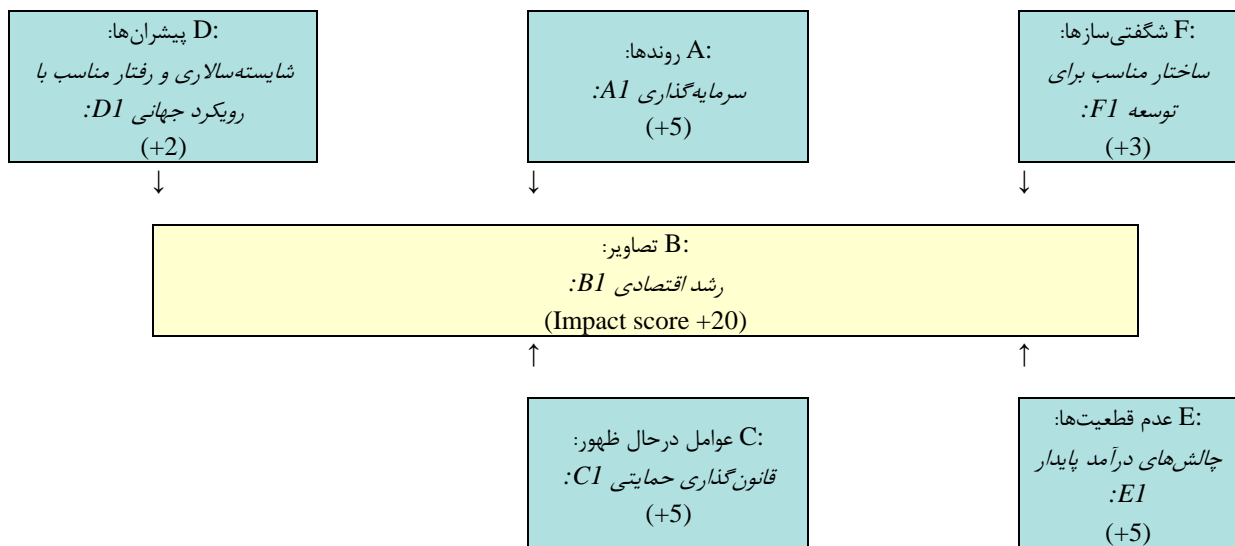 D: پیشران‌ها:
شایسته‌سالاری و رفتار مناسب با
رویکرد جهانی D1:
(+2)
A: روندها:
سرمایه‌گذاری A1:
(+5)
F: شگفتی‌سازها:
ساختار مناسب برای
توسعه F1:
(+3)
↓
↓
↓
B: تصاویر:
رشد اقتصادی B1:
(Impact score +20)
↑
↑
C: عوامل درحال ظهور:
قانون‌گذاری حمایتی C1:
(+5)
E: عدم قطعیت‌ها:
چالش‌های درآمد پایدار
E1:
(+5)